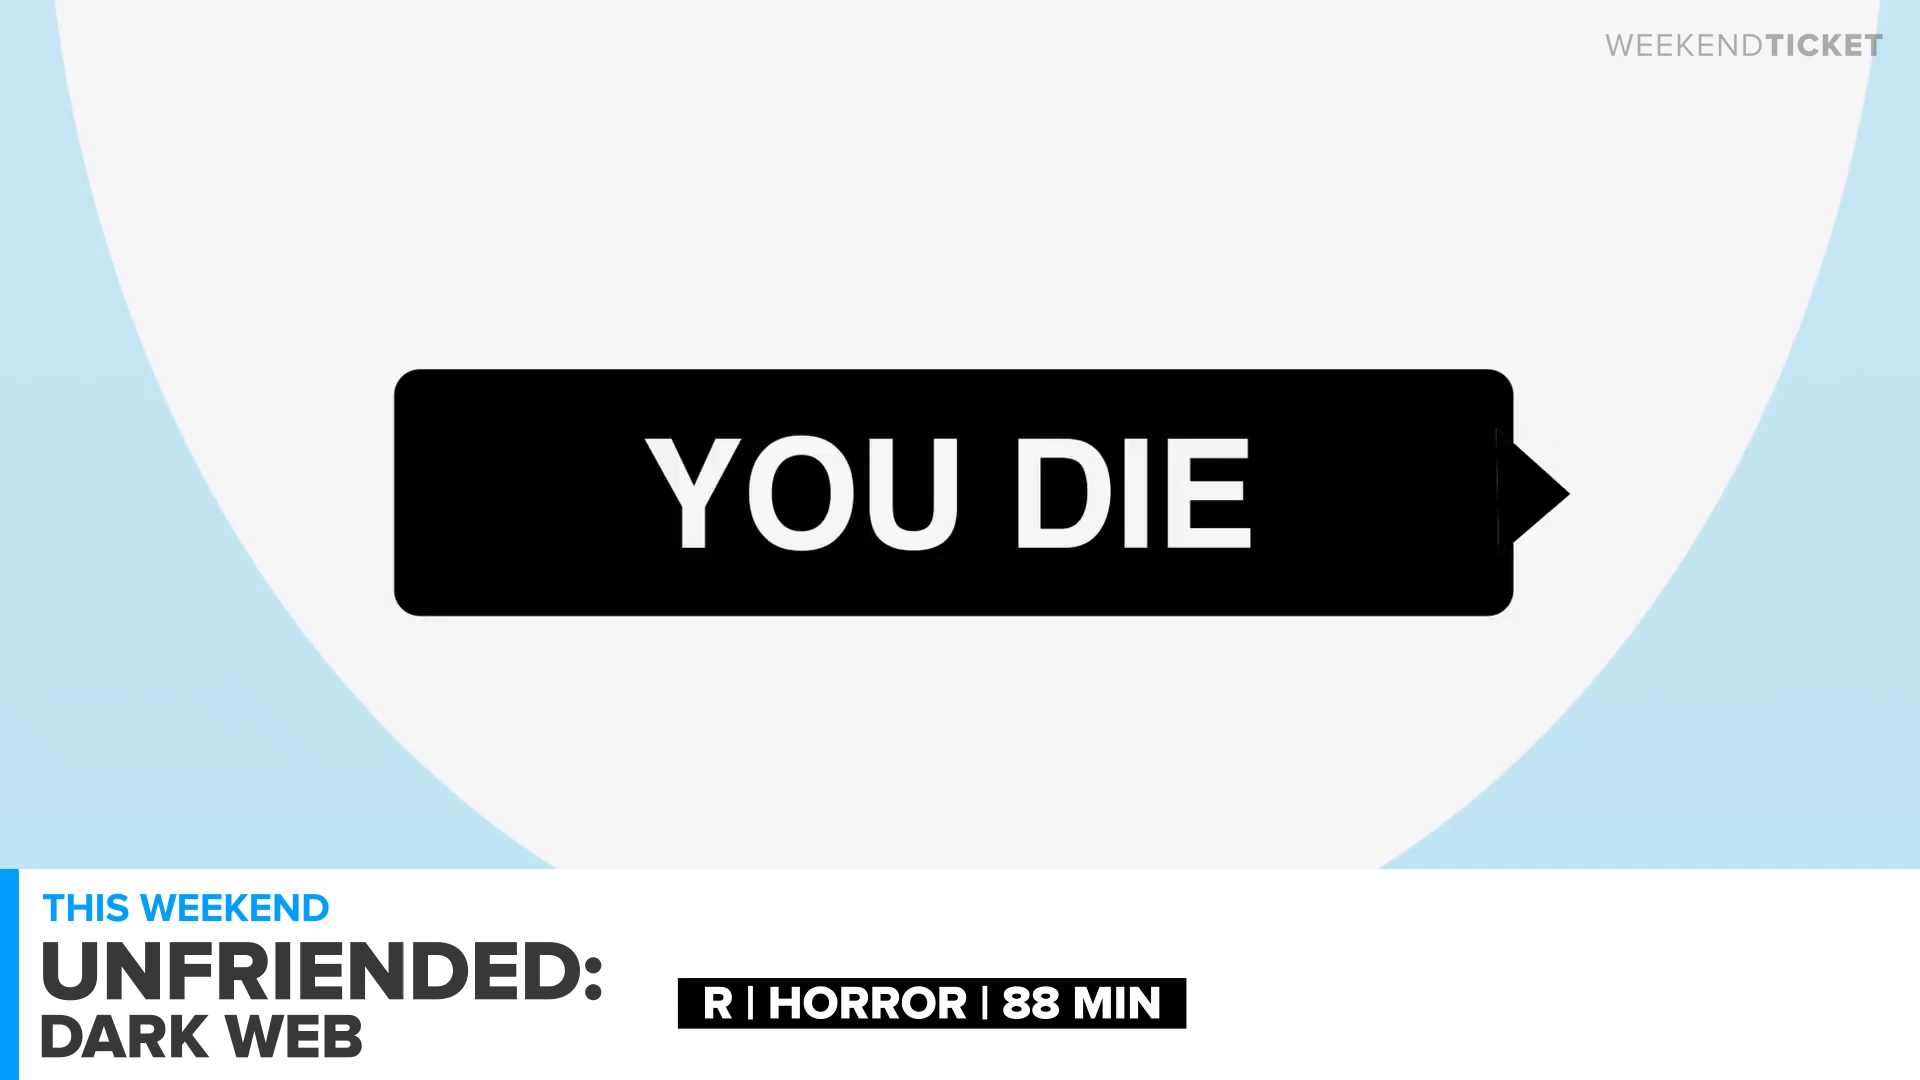 WEEKENDTICKET
YOU DIE
THIS WEEKEND
UNFRIENDED:
DARK WEB
R | HORROR | 88 MIN